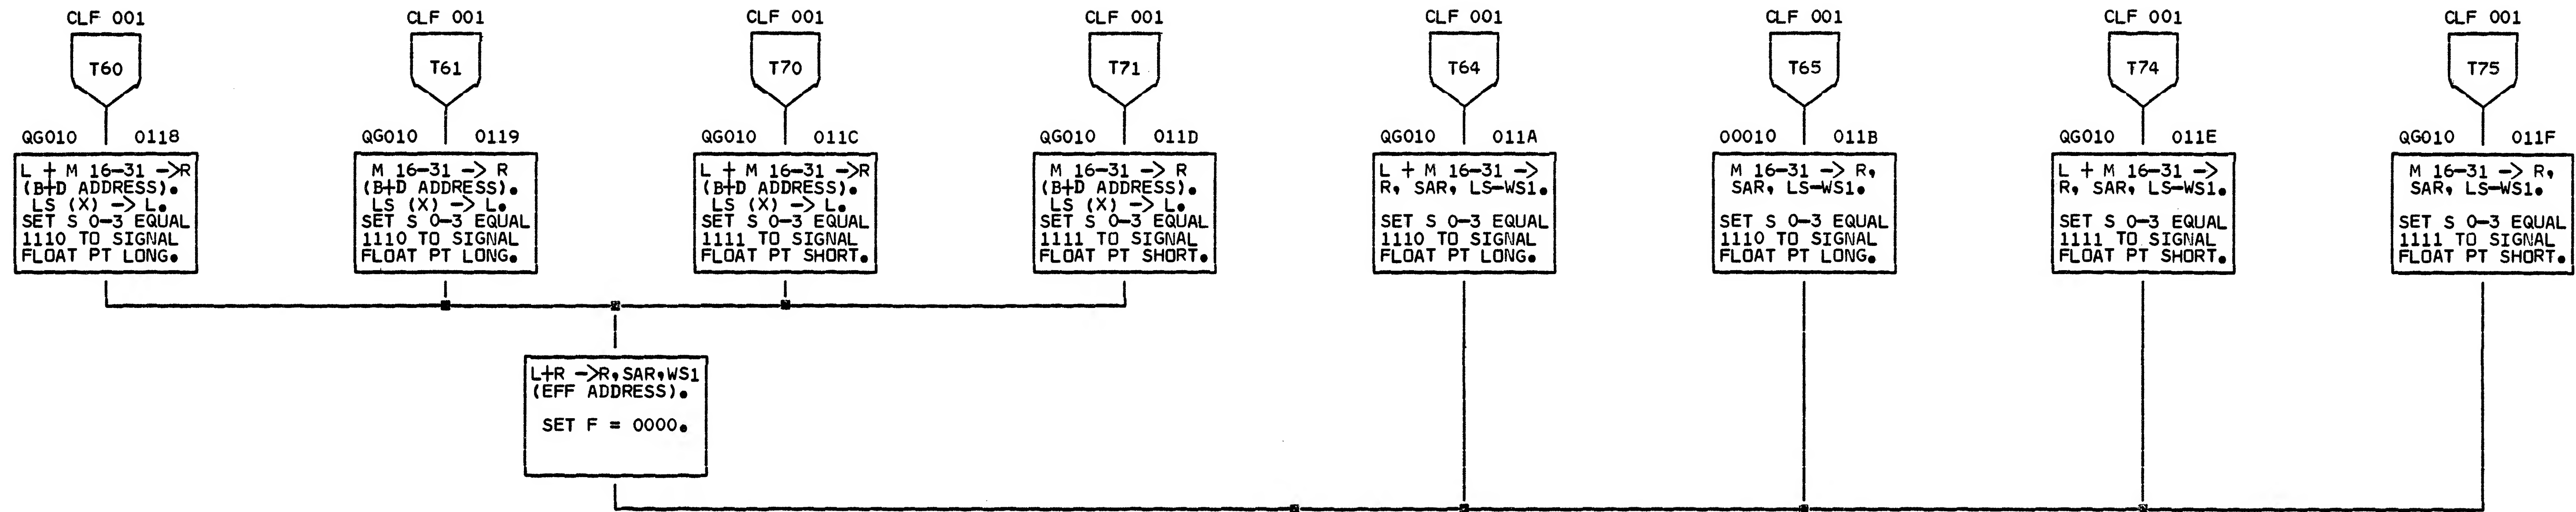 CLF 001 CLF 001 CLF 001 CLF 001 CLF 001 CLF 001 CLF 001 CLF 001
T60 T61 T70 T71 T64 T65 T74 T75
QG010 0118 QG010 0119 QG010 011C QG010 011D QG010 011A 00010 011B QG010 011E QG010 011F
L + M 16-31 ->R
(B+D ADDRESS).
LS (X) -> L.
SET S 0-3 EQUAL
1110 TO SIGNAL
FLOAT PT LONG.
M 16-31 -> R
(B+D ADDRESS).
LS (X) -> L.
SET S 0-3 EQUAL
1110 TO SIGNAL
FLOAT PT LONG.
L + M 16-31 ->R
(B+D ADDRESS).
LS (X) -> L.
SET S 0-3 EQUAL
1111 TO SIGNAL
FLOAT PT SHORT.
M 16-31 -> R
(B+D ADDRESS).
LS (X) -> L.
SET S 0-3 EQUAL
1111 TO SIGNAL
FLOAT PT SHORT.
L + M 16-31 ->
R, SAR, LS-WS1.
SET S 0-3 EQUAL
1110 TO SIGNAL
FLOAT PT LONG.
M 16-31 -> R,
SAR, LS-WS1.
SET S 0-3 EQUAL
1110 TO SIGNAL
FLOAT PT LONG.
L + M 16-31 ->
R, SAR, LS-WS1.
SET S 0-3 EQUAL
1111 TO SIGNAL
FLOAT PT SHORT.
M 16-31 -> R,
SAR, LS-WS1.
SET S 0-3 EQUAL
1111 TO SIGNAL
FLOAT PT SHORT.
L+R ->R,SAR,WS1
(EFF ADDRESS).
SET F = 0000.